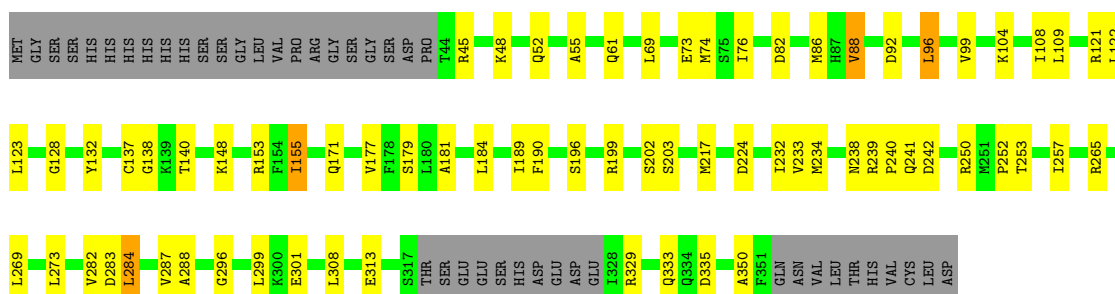 MET GLY SER SER HIS HIS HIS HIS HIS HIS SER SER GLY LEU VAL PRO ARG GLY SER GLY SER ASP PRO T44 R45 K48 Q52 A55 Q61 L69 E73 M74 S75 I76 D82 M86 H87 V88 D92 L96 V99 K104 I108 L109 R121 L122
L123 G128 Y132 C137 G138 K139 T140 K148 R153 F154 I155 Q171 V177 F178 S179 L180 A181 L184 I189 F190 S196 R199 S202 S203 M217 D224 I232 V233 M234 N238 R239 P240 Q241 D242 R250 M251 P252 T253 I257 R265
L269 L273 V282 D283 L284 V287 A288 G296 L299 K300 E301 L308 E313 S317 THR SER GLU GLU SER HIS ASP GLU ASP GLU I328 R329 Q333 Q334 D335 A350 F351 GLN ASN VAL LEU THR HIS VAL CYS LEU ASP